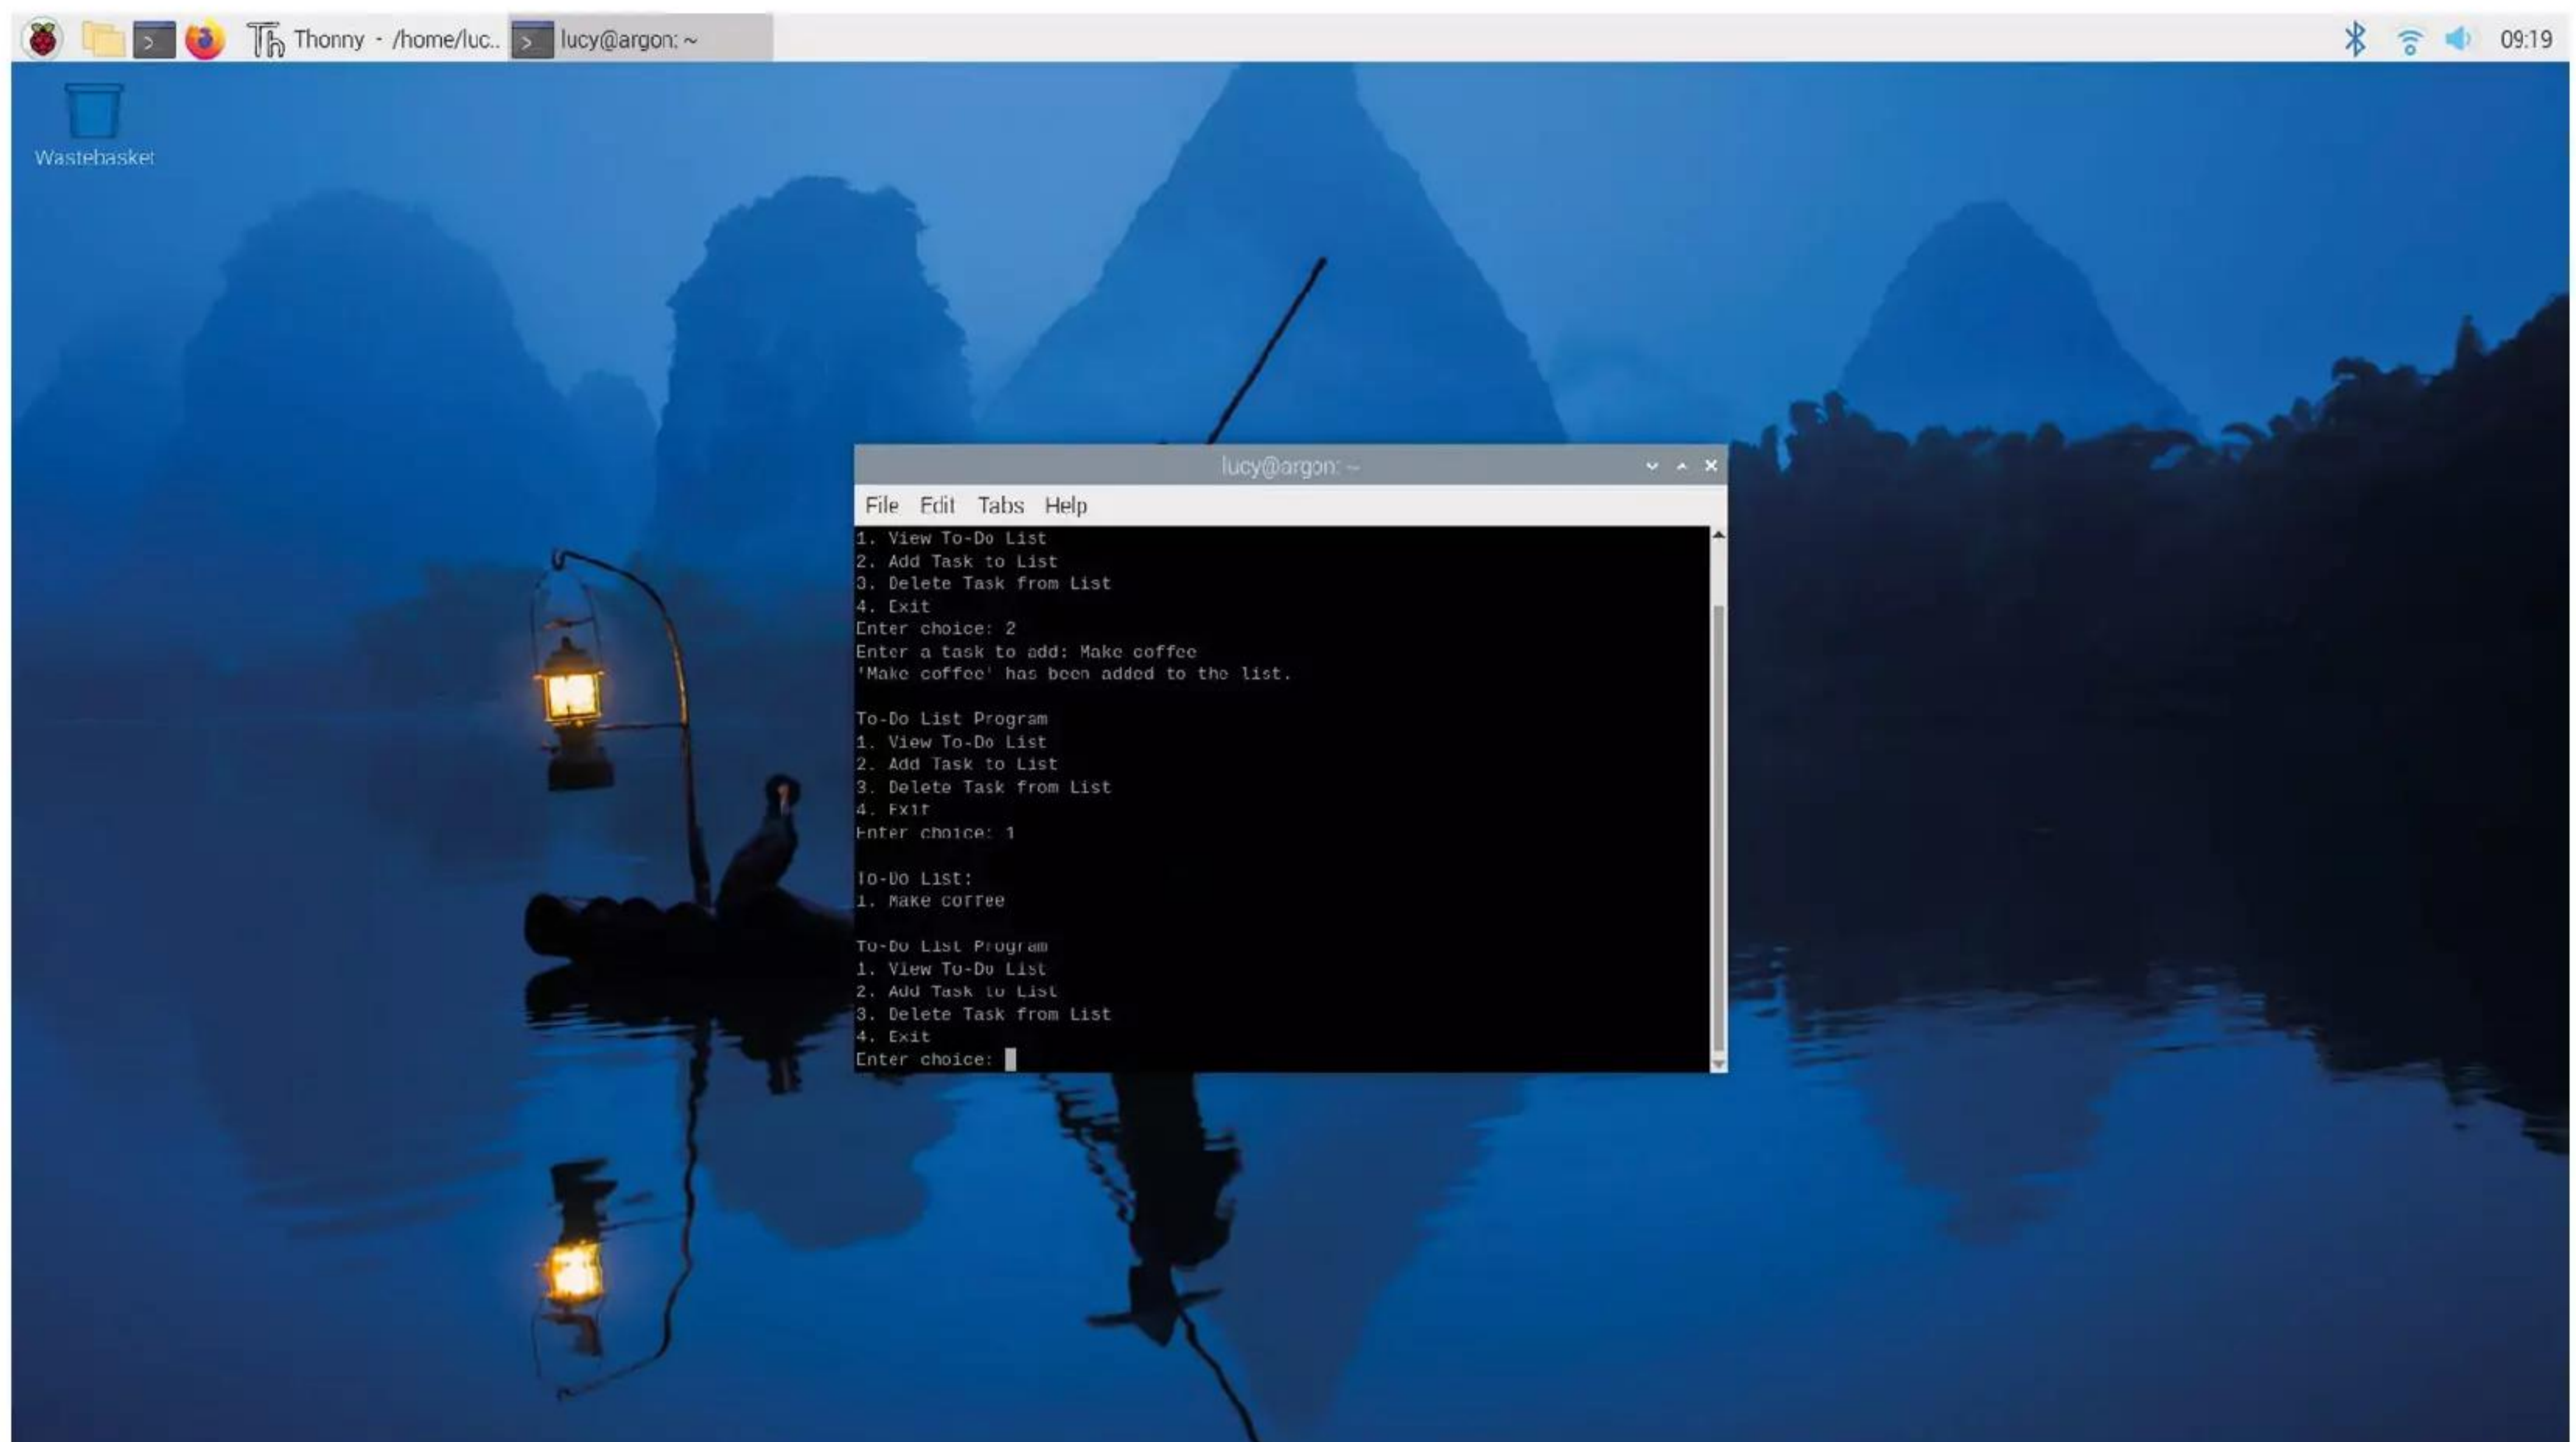 Thonny - /home/luc..
lucy@argon: ~
09:19
Wastebasket
lucy@argon: ~
File Edit Tabs Help
1. View To-Do List
2. Add Task to List
3. Delete Task from List
4. Exit
Enter choice: 2
Enter a task to add: Make coffee
'Make coffee' has been added to the list.
To-Do List Program
1. View To-Do List
2. Add Task to List
3. Delete Task from List
4. Exit
Enter choice: 1
To-Do List:
1. Make coffee
To-Do List Program
1. View To-Do List
2. Add Task to List
3. Delete Task from List
4. Exit
Enter choice: